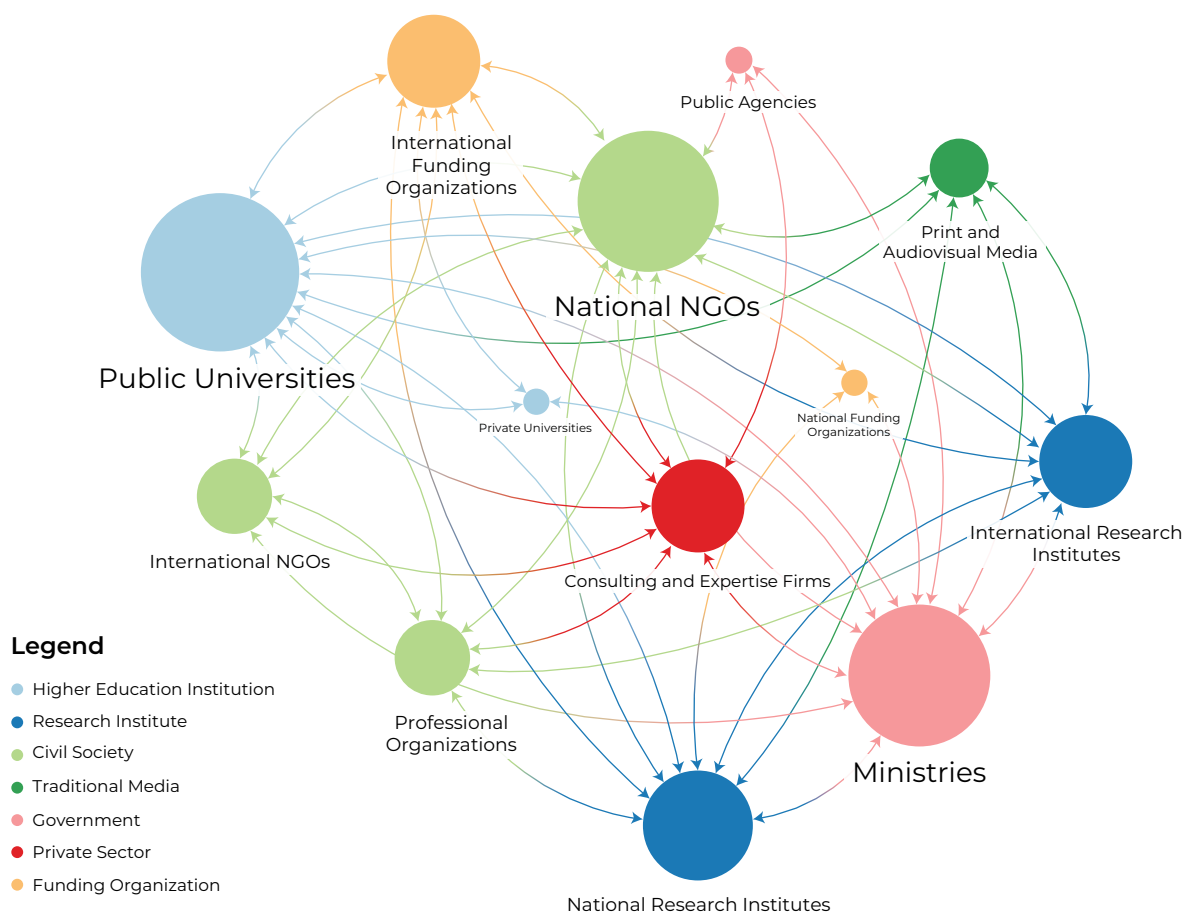 Public Agencies
International
Funding
Organizations
Print and
Audiovisual Media
National NGOs
Public Universities
National Funding
Organizations
Private Universities
International Research
Institutes
International NGOs
Consulting and Expertise Firms
Professional
Organizations
Ministries
National Research Institutes
Legend
Higher Education Institution
Research Institute
Civil Society
Traditional Media
Government
Private Sector
Funding Organization